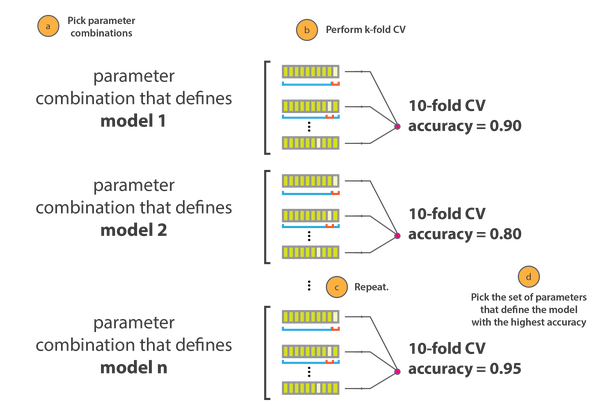 a
Pick parameter
combinations
b
Perform k-fold CV
parameter
combination that defines
model 1
10-fold CV
accuracy = 0.90
parameter
combination that defines
model 2
10-fold CV
accuracy = 0.80
c
Repeat.
d
Pick the set of parameters
that define the model
with the highest accuracy
parameter
combination that defines
model n
10-fold CV
accuracy = 0.95